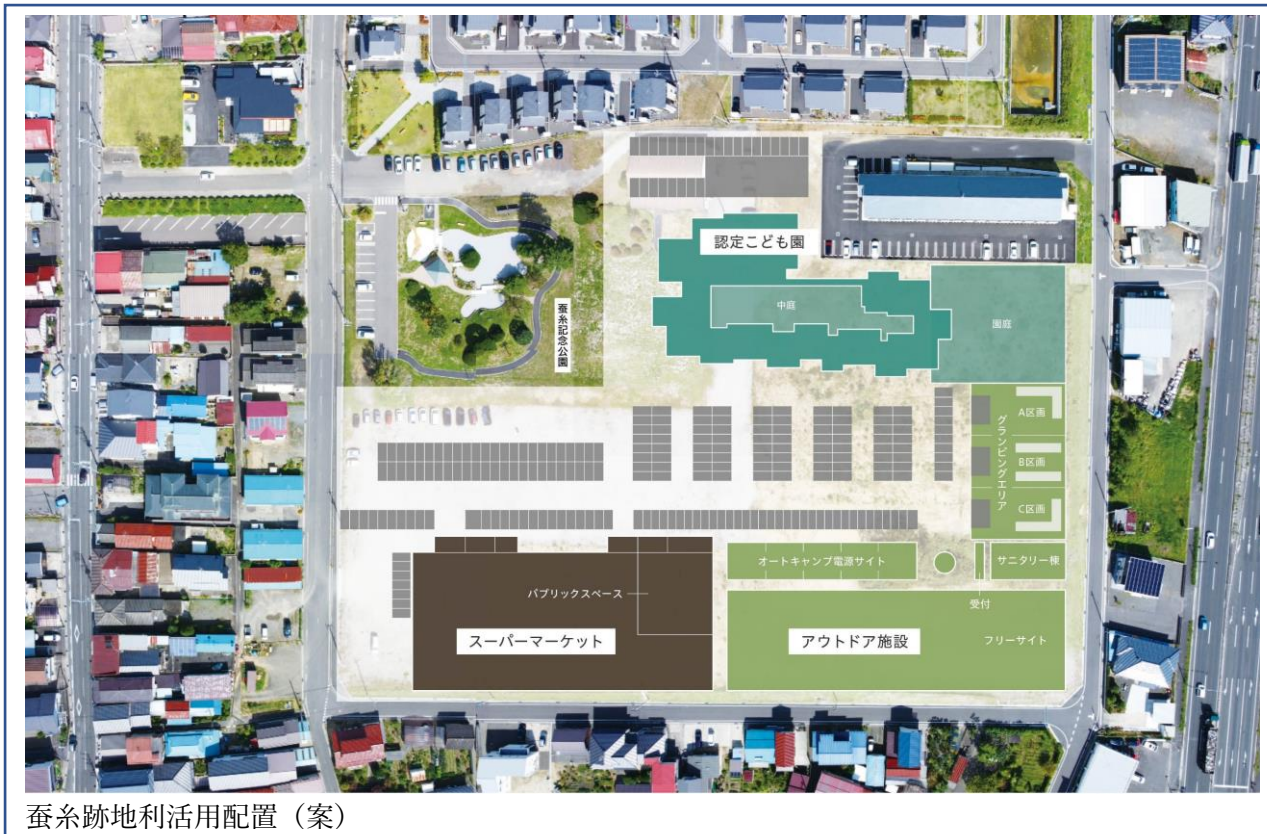 認定こども園
中庭
園庭
蚕糸記念公園
グランピングエリア
A区画
B区画
C区画
オートキャンプ電源サイト
サニタリー棟
受付
パブリックスペース
スーパーマーケット
アウトドア施設
フリーサイト
蚕糸跡地利活用配置（案）